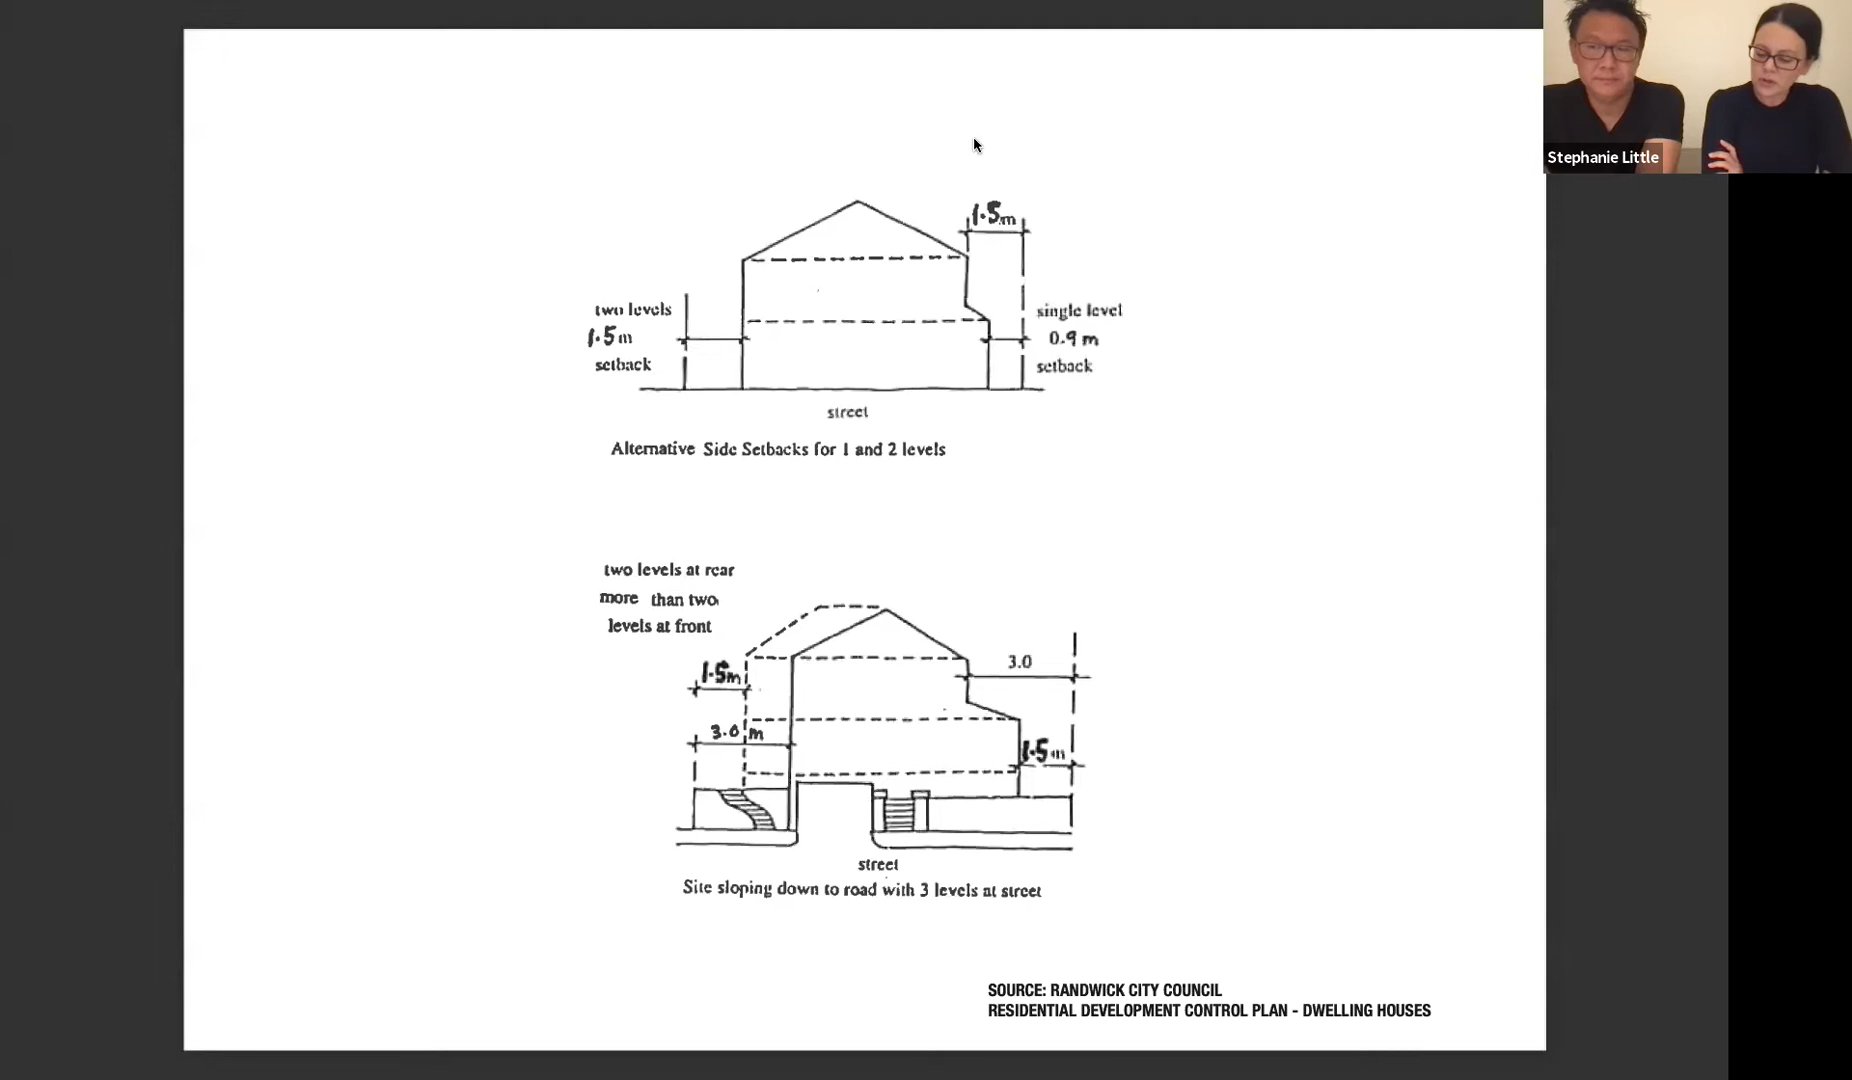 Stephanie Little
1.5m
two levels
1.5m
setback
single level
0.9 m
setback
street
Alternative Side Setbacks for 1 and 2 levels
two levels at rear
more than two
levels at front
1.5m
3.0
3.0 m
1.5m
street
Site sloping down to road with 3 levels at street
SOURCE: RANDWICK CITY COUNCIL
RESIDENTIAL DEVELOPMENT CONTROL PLAN - DWELLING HOUSES